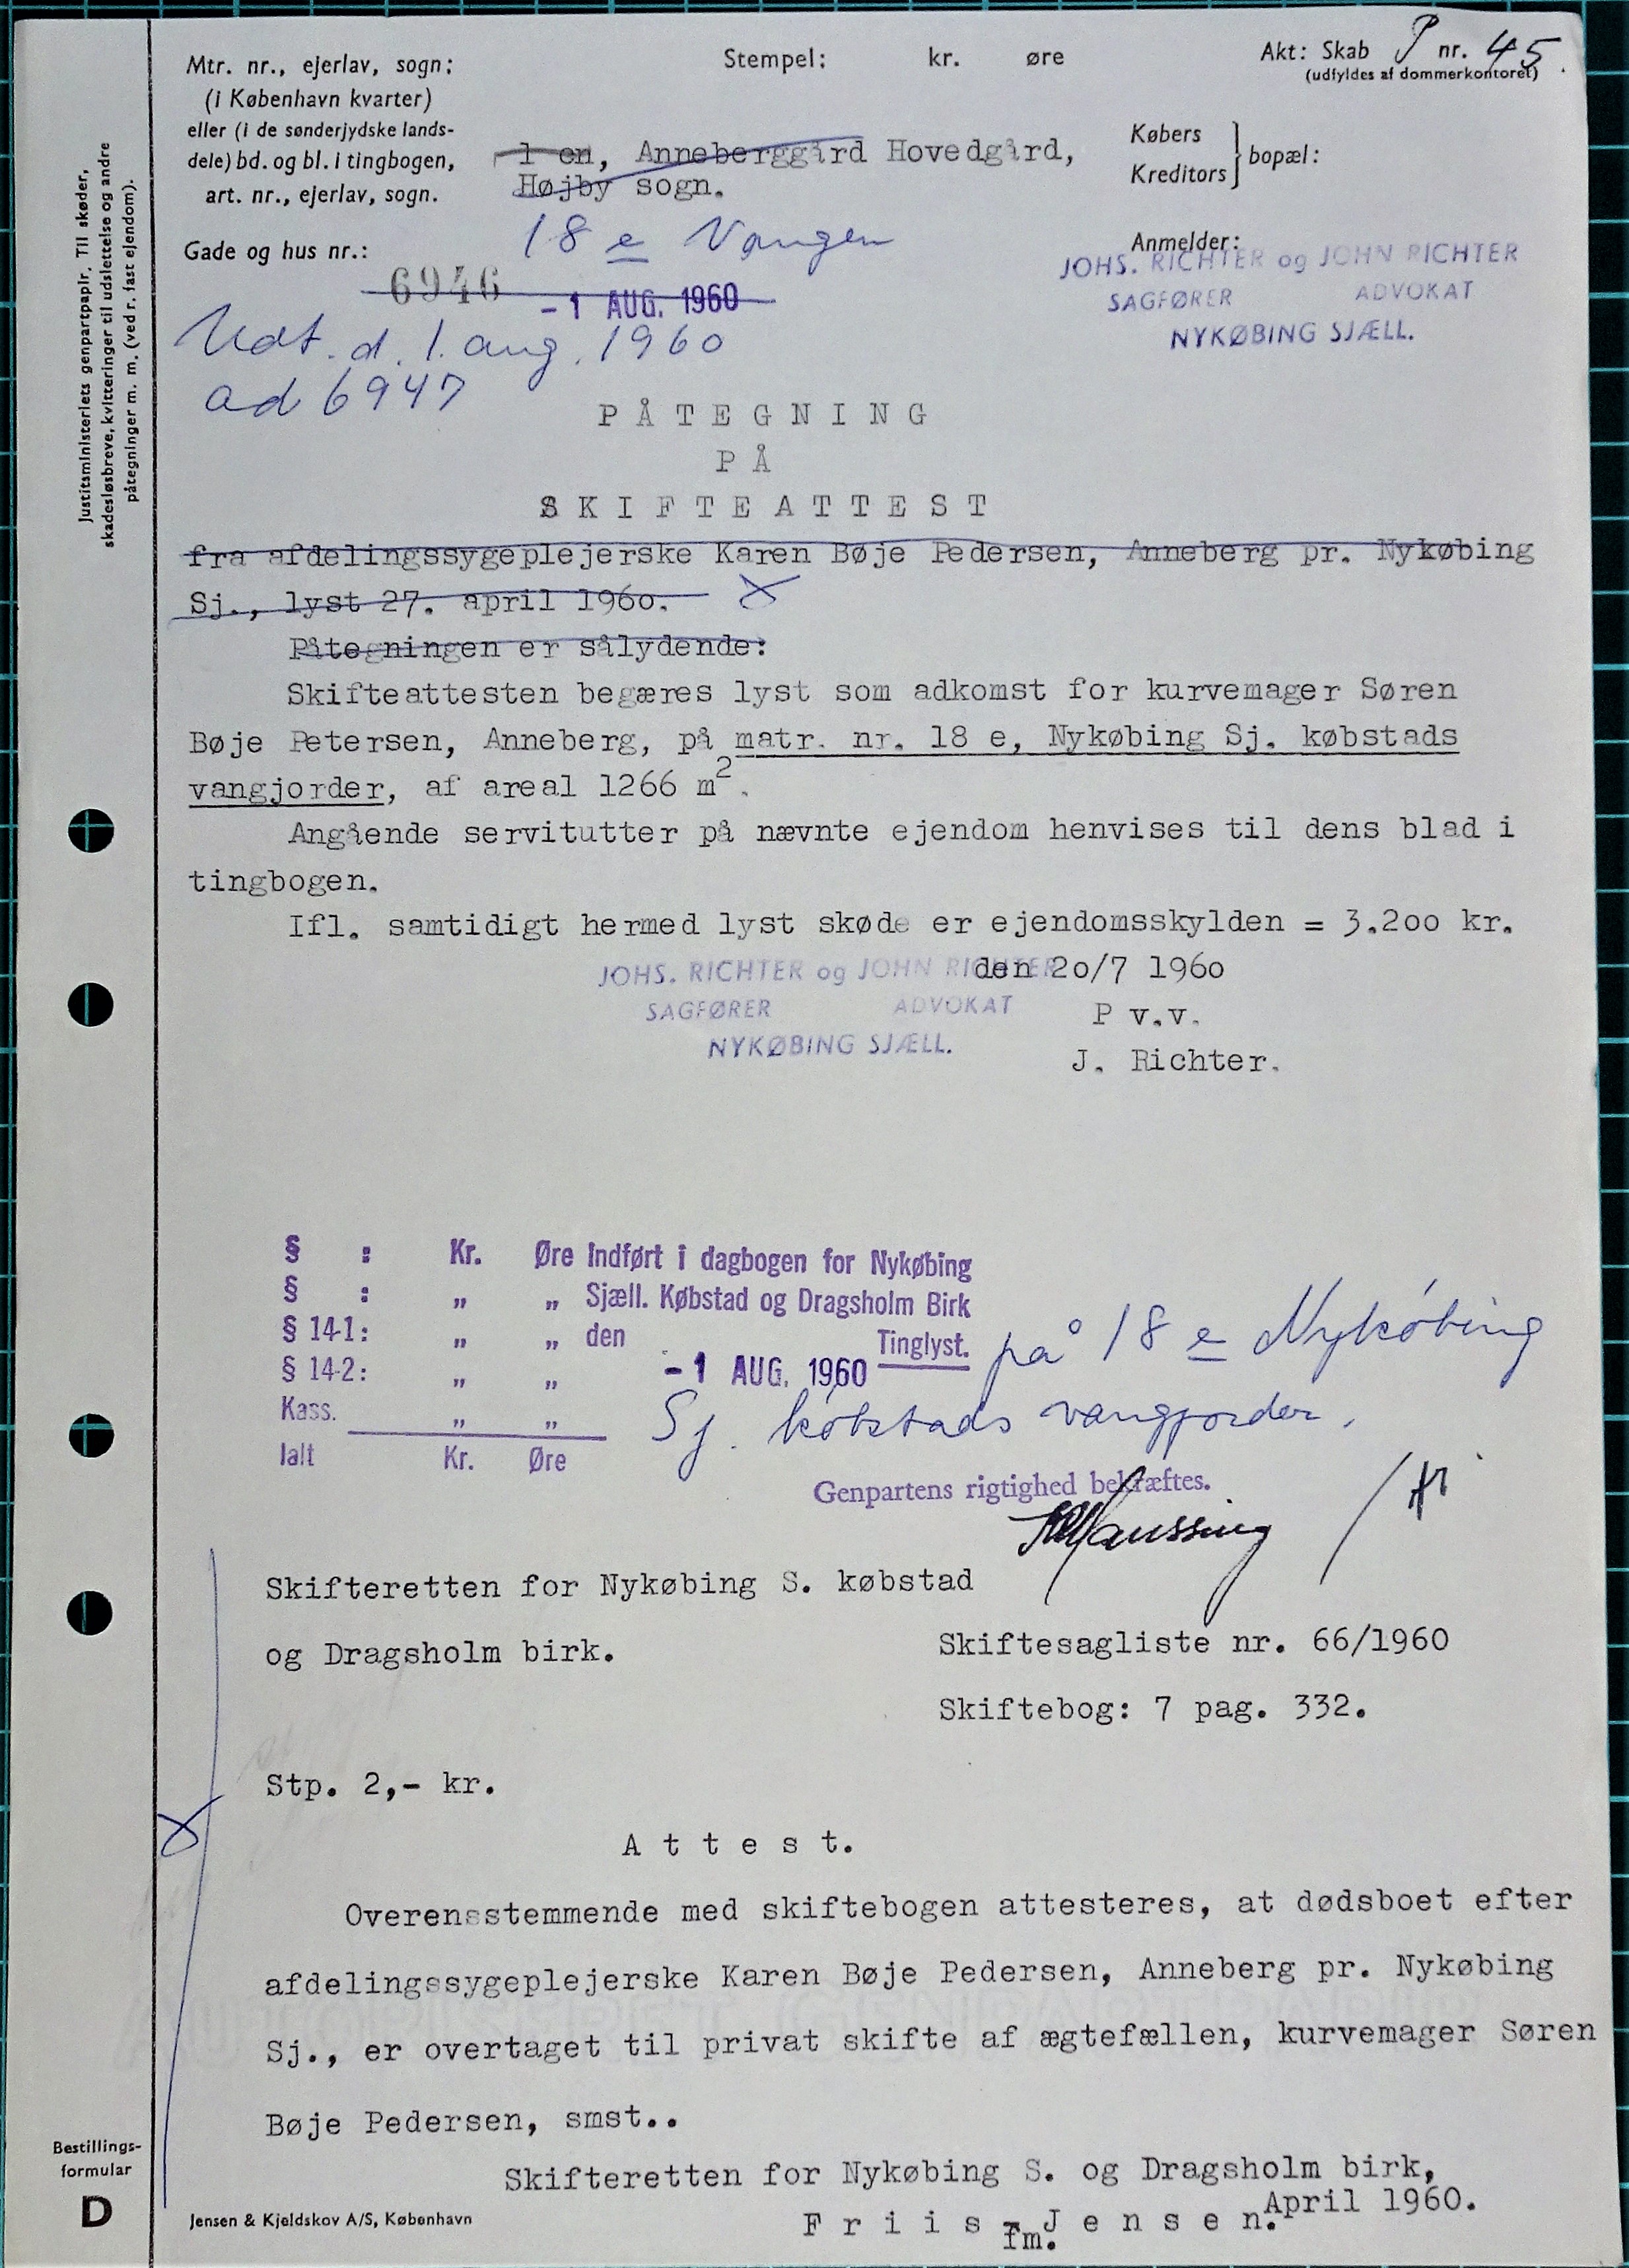 Mtr. nr., ejerlav, sogn:
(i København kvarter)
eller (i de sønderjydske lands-
dele) bd. og bl. i tingbogen,
art. nr., ejerlav, sogn.
Stempel: kr. øre
Akt: Skab P nr. 45
(udfyldes af dommerkontoret)
1 en, Anneberggård Hovedgård,
Højby sogn.
18 e Vangen
Købers
Kreditors
bopæl:
Gade og hus nr.:
Anmelder:
JOHS. RICHTER og JOHN RICHTER
SAGFØRER ADVOKAT
NYKØBING SJÆLL.
6946 - 1 AUG. 1960
Udt. d. 1. aug. 1960
ad 6947
Justitsministeriets genpartpapir. Til skøder,
skadesløsbreve, kvitteringer til udslettelse og andre
påtegninger m. m. (ved r. fast ejendom).
PÅTEGNING
PÅ
SKIFTEATTEST
fra afdelingssygeplejerske Karen Bøje Pedersen, Anneberg pr. Nykøbing
Sj., lyst 27. april 196o.
Påtegningen er sålydende:
Skifteattesten begæres lyst som adkomst for kurvemager Søren
Bøje Petersen, Anneberg, på matr. nr. 18 e, Nykøbing Sj. købstads
vangjorder, af areal 1266 m2.
Angående servitutter på nævnte ejendom henvises til dens blad i
tingbogen.
Ifl. samtidigt hermed lyst skøde er ejendomsskylden = 3.2oo kr.
den 2o/7 196o
JOHS. RICHTER og JOHN RICHTER
SAGFØRER ADVOKAT
NYKØBING SJÆLL.
P v.v.
J. Richter.
§ : Kr. Øre Indført i dagbogen for Nykøbing
§ : " " Sjæll. Købstad og Dragsholm Birk
§ 14-1: " " den Tinglyst. på 18 e Nykøbing
§ 14-2: " " - 1 AUG. 1960
Kass. " " Sj. købstads vangjorder.
Ialt Kr. Øre
Genpartens rigtighed bekræftes.
Skifteretten for Nykøbing S. købstad
og Dragsholm birk.
Skiftesagliste nr. 66/1960
Skiftebog: 7 pag. 332.
Stp. 2,- kr.
Attest.
Overensstemmende med skiftebogen attesteres, at dødsboet efter
afdelingssygeplejerske Karen Bøje Pedersen, Anneberg pr. Nykøbing
Sj., er overtaget til privat skifte af ægtefællen, kurvemager Søren
Bøje Pedersen, smst..
Skifteretten for Nykøbing S. og Dragsholm birk,
April 1960.
Friis-Jensen.
fm.
Bestillings-
formular
D
Jensen & Kjeldskov A/S, København